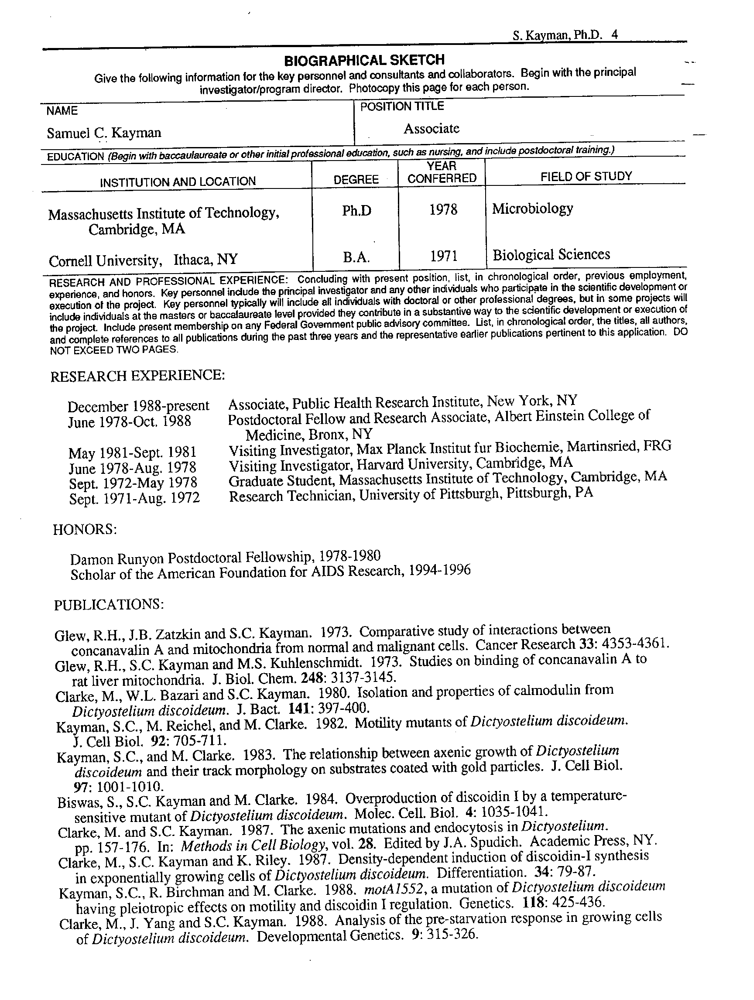 S. Kayman, Ph.D. 4
BIOGRAPHICAL SKETCH
Give the following information for the key personnel and consultants and collaborators. Begin with the principal
investigator/program director. Photocopy this page for each person.
NAME
POSITION TITLE
Samuel C. Kayman
Associate
EDUCATION (Begin with baccaulaureate or other initial professional education, such as nursing, and include postdoctoral training.)
INSTITUTION AND LOCATION
DEGREE
YEAR
CONFERRED
FIELD OF STUDY
Massachusetts Institute of Technology,
Cambridge, MA
Ph.D
1978
Microbiology
Cornell University, Ithaca, NY
B.A.
1971
Biological Sciences
RESEARCH AND PROFESSIONAL EXPERIENCE: Concluding with present position, list, in chronological order, previous employment,
experience, and honors. Key personnel include the principal investigator and any other individuals who participate in the scientific development or
execution of the project. Key personnel typically will include all individuals with doctoral or other professional degrees, but in some projects will
include individuals at the masters or baccalaureate level provided they contribute in a substantive way to the scientific development or execution of
the project. Include present membership on any Federal Government public advisory committee. List, in chronological order, the titles, all authors,
and complete references to all publications during the past three years and the representative earlier publications pertinent to this application. DO
NOT EXCEED TWO PAGES.
RESEARCH EXPERIENCE:
December 1988-present Associate, Public Health Research Institute, New York, NY
June 1978-Oct. 1988 Postdoctoral Fellow and Research Associate, Albert Einstein College of
Medicine, Bronx, NY
May 1981-Sept. 1981 Visiting Investigator, Max Planck Institut fur Biochemie, Martinsried, FRG
June 1978-Aug. 1978 Visiting Investigator, Harvard University, Cambridge, MA
Sept. 1972-May 1978 Graduate Student, Massachusetts Institute of Technology, Cambridge, MA
Sept. 1971-Aug. 1972 Research Technician, University of Pittsburgh, Pittsburgh, PA
HONORS:
Damon Runyon Postdoctoral Fellowship, 1978-1980
Scholar of the American Foundation for AIDS Research, 1994-1996
PUBLICATIONS:
Glew, R.H., J.B. Zatzkin and S.C. Kayman. 1973. Comparative study of interactions between
concanavalin A and mitochondria from normal and malignant cells. Cancer Research 33: 4353-4361.
Glew, R.H., S.C. Kayman and M.S. Kuhlenschmidt. 1973. Studies on binding of concanavalin A to
rat liver mitochondria. J. Biol. Chem. 248: 3137-3145.
Clarke, M., W.L. Bazari and S.C. Kayman. 1980. Isolation and properties of calmodulin from
Dictyostelium discoideum. J. Bact. 141: 397-400.
Kayman, S.C., M. Reichel, and M. Clarke. 1982. Motility mutants of Dictyostelium discoideum.
J. Cell Biol. 92: 705-711.
Kayman, S.C., and M. Clarke. 1983. The relationship between axenic growth of Dictyostelium
discoideum and their track morphology on substrates coated with gold particles. J. Cell Biol.
97: 1001-1010.
Biswas, S., S.C. Kayman and M. Clarke. 1984. Overproduction of discoidin I by a temperature-
sensitive mutant of Dictyostelium discoideum. Molec. Cell. Biol. 4: 1035-1041.
Clarke, M. and S.C. Kayman. 1987. The axenic mutations and endocytosis in Dictyostelium.
pp. 157-176. In: Methods in Cell Biology, vol. 28. Edited by J.A. Spudich. Academic Press, NY.
Clarke, M., S.C. Kayman and K. Riley. 1987. Density-dependent induction of discoidin-I synthesis
in exponentially growing cells of Dictyostelium discoideum. Differentiation. 34: 79-87.
Kayman, S.C., R. Birchman and M. Clarke. 1988. motA1552, a mutation of Dictyostelium discoideum
having pleiotropic effects on motility and discoidin I regulation. Genetics. 118: 425-436.
Clarke, M., J. Yang and S.C. Kayman. 1988. Analysis of the pre-starvation response in growing cells
of Dictyostelium discoideum. Developmental Genetics. 9: 315-326.